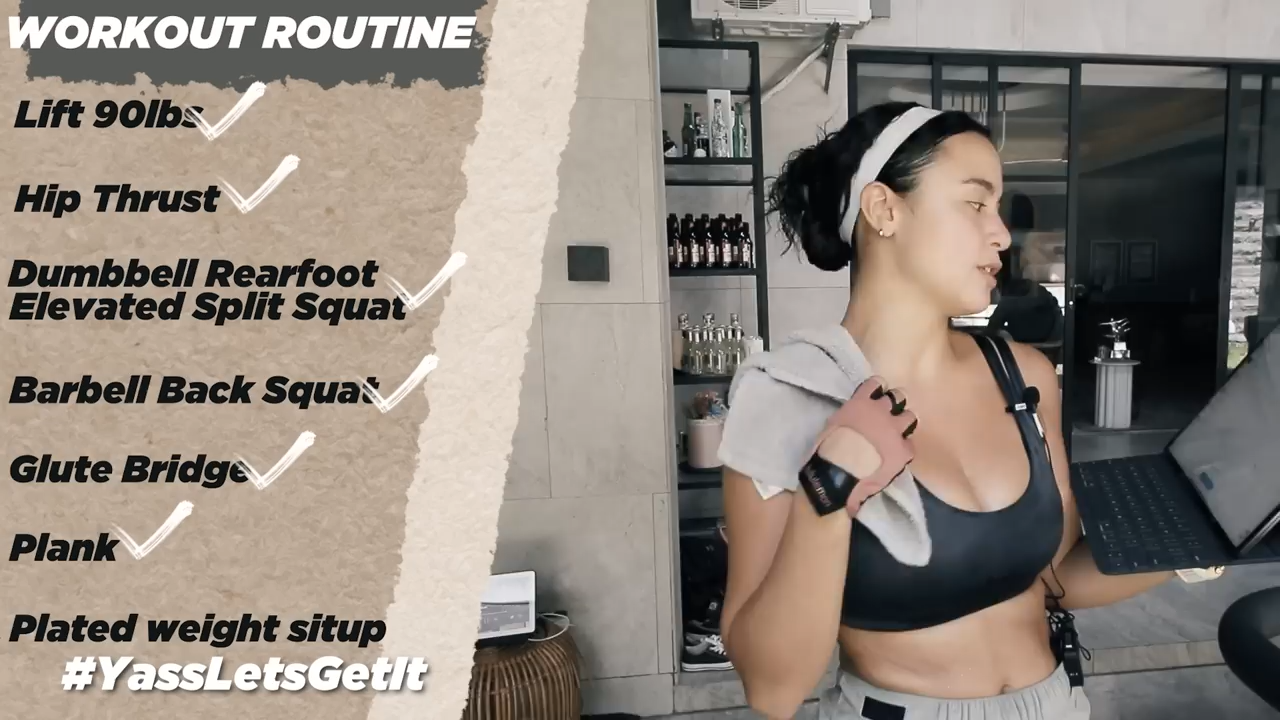 WORKOUT ROUTINE
Lift 90lbs
Hip Thrust
Dumbbell Rearfoot
Elevated Split Squat
Barbell Back Squat
Glute Bridge
Plank
Plated weight situp
#YassLetsGetIt